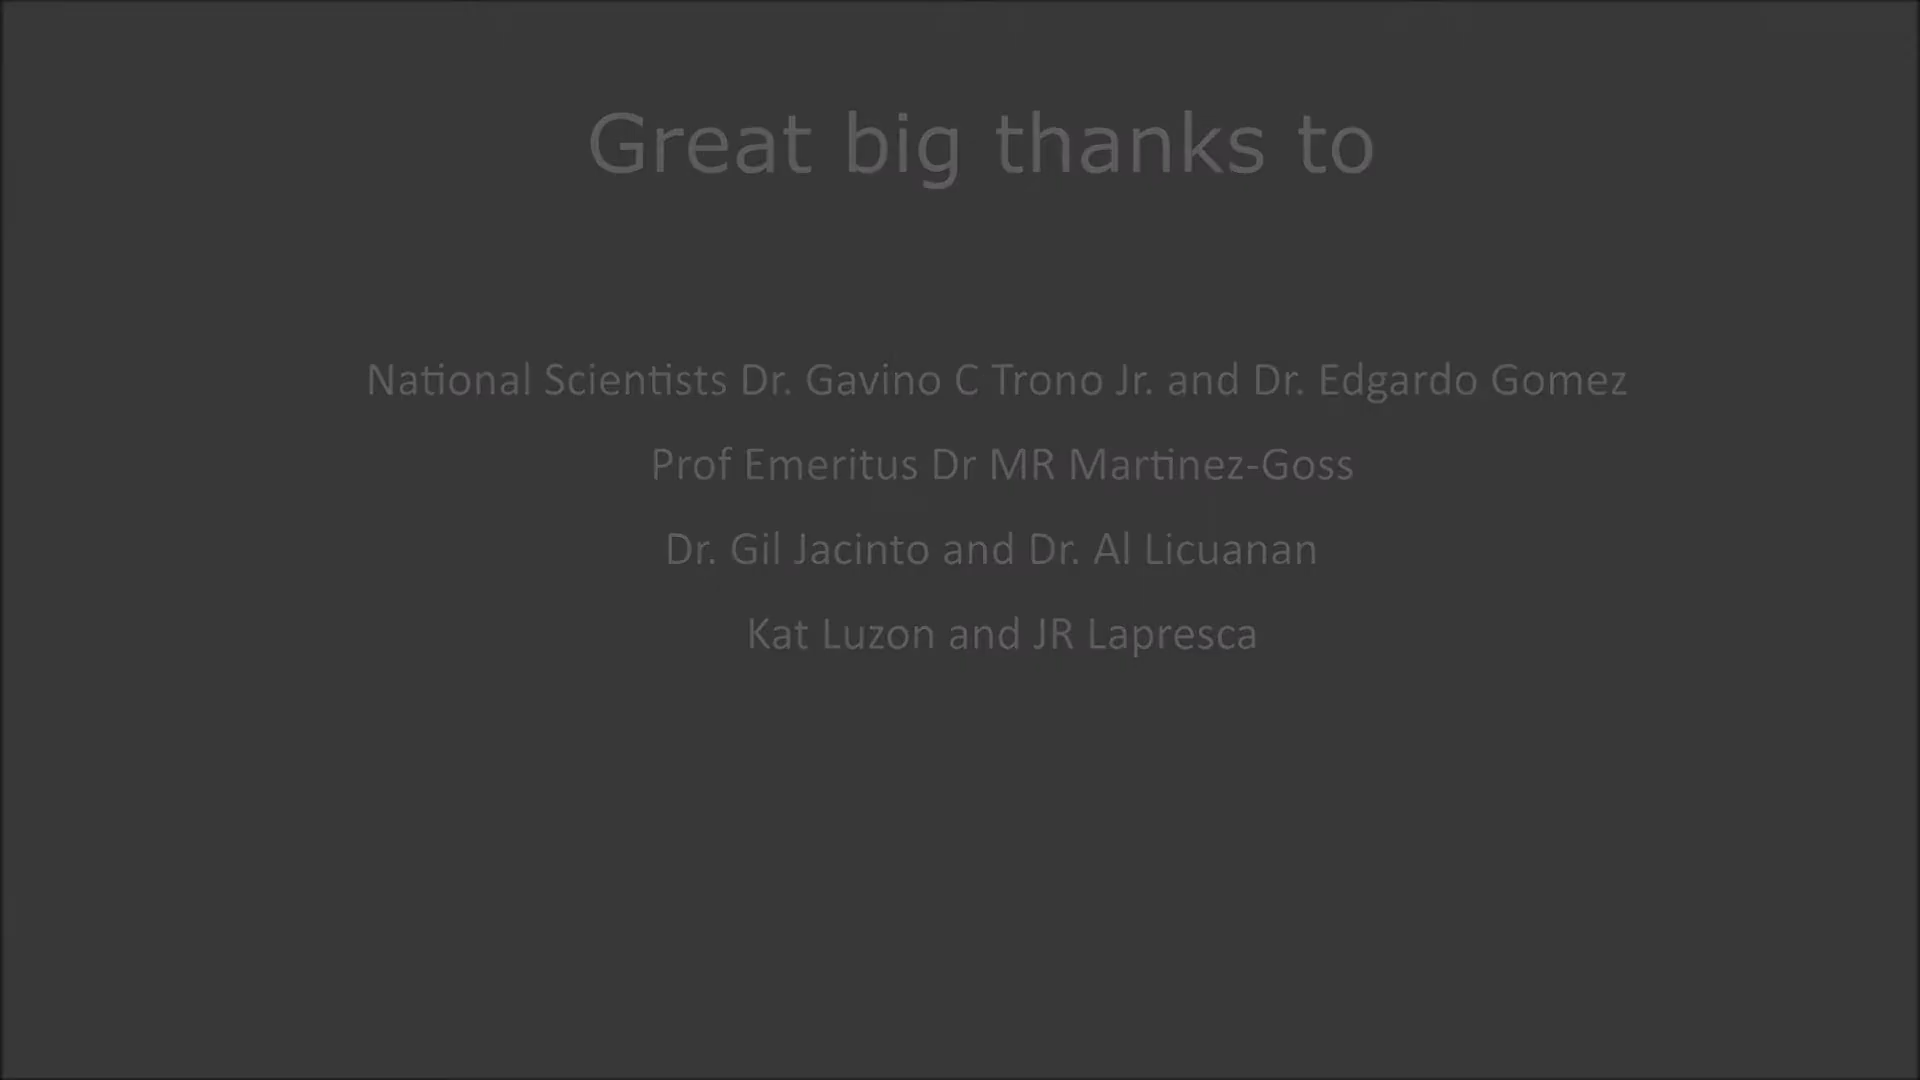 Great big thanks to
National Scientists Dr. Gavino C Trono Jr. and Dr. Edgardo Gomez
Prof Emeritus Dr MR Martinez-Goss
Dr. Gil Jacinto and Dr. Al Licuanan
Kat Luzon and JR Lapresca